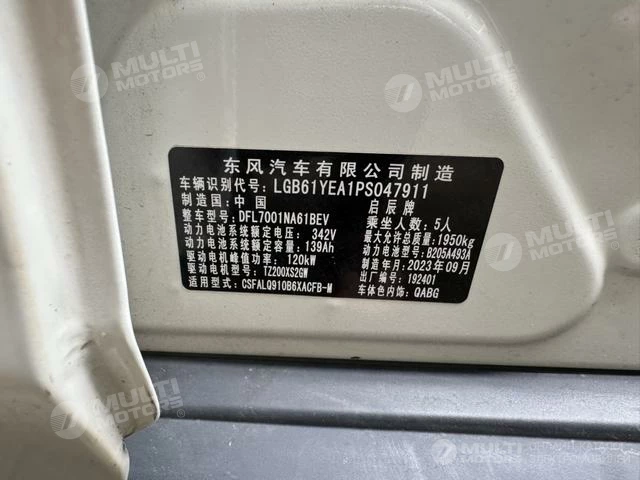 东风汽车有限公司制造
车辆识别代号: LGB61YEA1PS047911
制造国: 中 国 启辰牌
整车型号: DFL7001NA61BEV 乘坐人数: 5人
动力电池系统额定电压: 342V 最大允许总质量: 1950kg
动力电池系统额定容量: 139Ah 动力电池型号: B205A493A
驱动电机峰值功率: 120kW 制造年月: 2023年09月
驱动电机型号: TZ200XS2GW 出厂编号: 192401
适用型式: CSFALQ910B6XACFB-M 车体色内饰: QABG
MULTI
MOTORS
MULTI
MOTORS
MULTI
MOTORS
MULTI
MOTORS